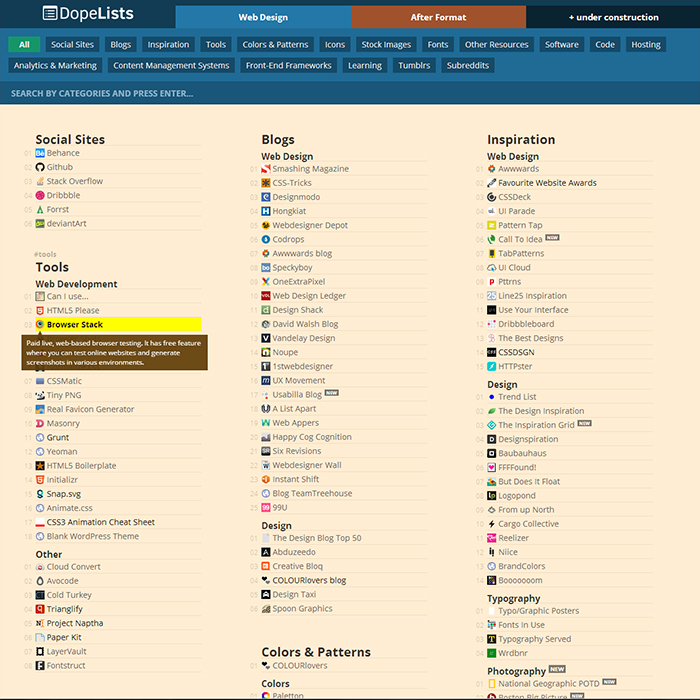 DopeLists
Web Design
After Format
+ under construction
All
Social Sites
Blogs
Inspiration
Tools
Colors & Patterns
Icons
Stock Images
Fonts
Other Resources
Software
Code
Hosting
Analytics & Marketing
Content Management Systems
Front-End Frameworks
Learning
Tumblrs
Subreddits
SEARCH BY CATEGORIES AND PRESS ENTER...
Social Sites
01 Behance
02 Github
03 Stack Overflow
04 Dribbble
05 Forrst
06 deviantArt
#tools
Tools
Web Development
01 Can I use...
02 HTML5 Please
03 Browser Stack
Paid live, web-based browser testing. It has free feature
where you can test online websites and generate
screenshots in various environments.
07 CSSMatic
08 Tiny PNG
09 Real Favicon Generator
10 Masonry
11 Grunt
12 Yeoman
13 HTML5 Boilerplate
14 Initializr
15 Snap.svg
16 Animate.css
17 CSS3 Animation Cheat Sheet
18 Blank WordPress Theme
Other
01 Cloud Convert
02 Avocode
03 Cold Turkey
04 Trianglify
05 Project Naptha
06 Paper Kit
07 LayerVault
08 Fontstruct
Blogs
Web Design
01 Smashing Magazine
02 CSS-Tricks
03 Designmodo
04 Hongkiat
05 Webdesigner Depot
06 Codrops
07 Awwwards blog
08 Speckyboy
09 OneExtraPixel
10 Web Design Ledger
11 Design Shack
12 David Walsh Blog
13 Vandelay Design
14 Noupe
15 1stwebdesigner
16 UX Movement
17 Usabilla Blog NEW
18 A List Apart
19 Web Appers
20 Happy Cog Cognition
21 Six Revisions
22 Webdesigner Wall
23 Instant Shift
24 Blog TeamTreehouse
25 99U
Design
01 The Design Blog Top 50
02 Abduzeedo
03 Creative Bloq
04 COLOURlovers blog
05 Design Taxi
06 Spoon Graphics
Colors & Patterns
01 COLOURlovers
Colors
01 Paletton
Inspiration
Web Design
01 Awwwards
02 Favourite Website Awards
03 CSSDeck
04 UI Parade
05 Pattern Tap
06 Call To Idea NEW
07 TabPatterns
08 UI Cloud
09 Pttrns
10 Line25 Inspiration
11 Use Your Interface
12 Dribbbleboard
13 The Best Designs
14 CSSDSGN
15 HTTPster
Design
01 Trend List
02 The Design Inspiration
03 The Inspiration Grid NEW
04 Designspiration
05 Baubauhaus
06 FFFFound!
07 But Does It Float
08 Logopond
09 From up North
10 Cargo Collective
11 Reelizer
12 Niice
13 BrandColors
14 Booooooom
Typography
01 Typo/Graphic Posters
02 Fonts In Use
03 Typography Served
04 Wrdbnr
Photography NEW
01 National Geographic POTD NEW
02 Boston Big Picture NEW